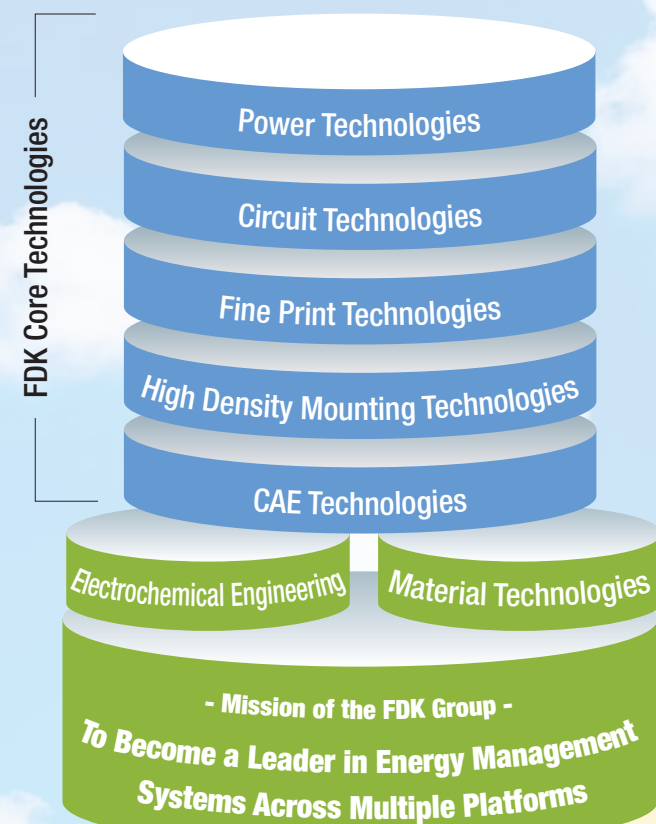 FDK Core Technologies
Power Technologies
Circuit Technologies
Fine Print Technologies
High Density Mounting Technologies
CAE Technologies
Electrochemical Engineering
Material Technologies
- Mission of the FDK Group -
To Become a Leader in Energy Management
Systems Across Multiple Platforms